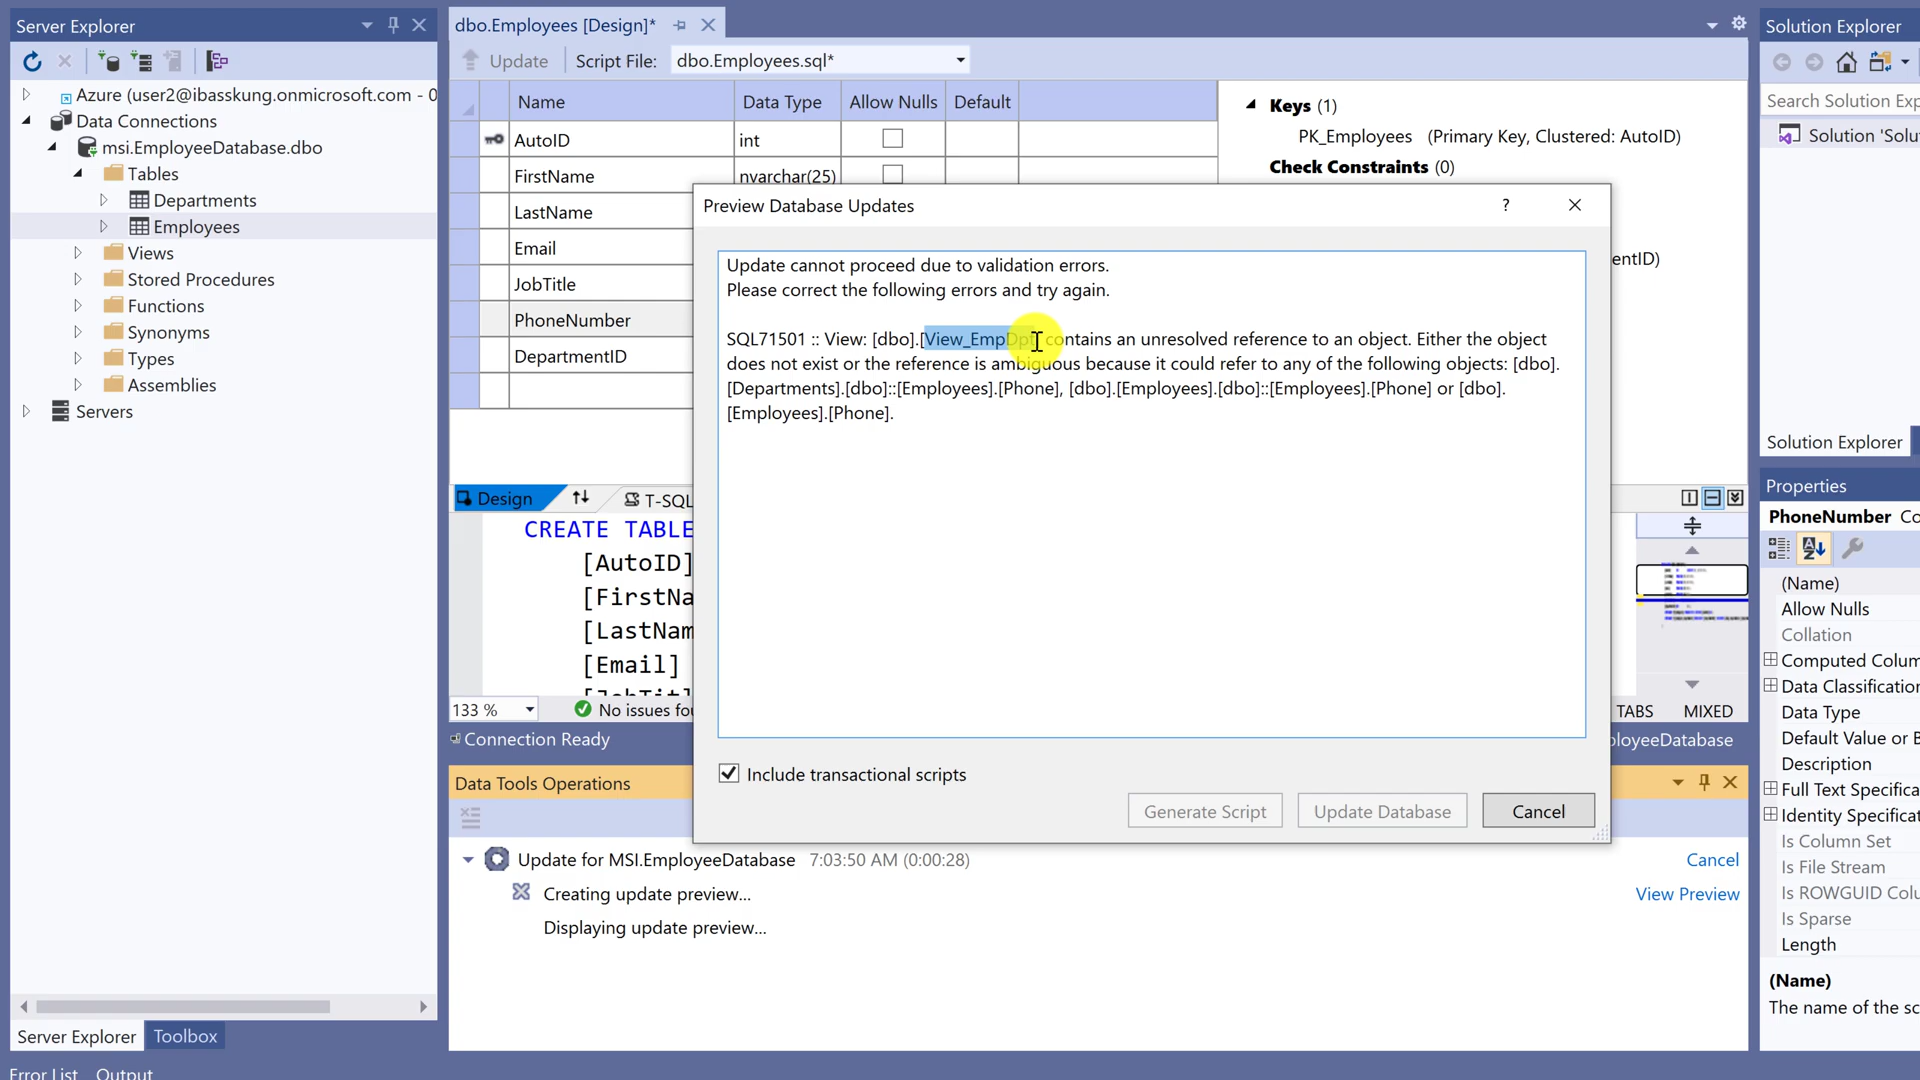 Server Explorer
Azure (user2@ibasskung.onmicrosoft.com - 0
Data Connections
msi.EmployeeDatabase.dbo
Tables
Departments
Employees
Views
Stored Procedures
Functions
Synonyms
Types
Assemblies
Servers
Server Explorer
Toolbox
Error List Output
dbo.Employees [Design]*
Update
Script File:
dbo.Employees.sql*
Name Data Type Allow Nulls Default
AutoID int
FirstName nvarchar(25)
LastName
Email
JobTitle
PhoneNumber
DepartmentID
Keys (1)
PK_Employees (Primary Key, Clustered: AutoID)
Check Constraints (0)
entID)
Preview Database Updates
?
Update cannot proceed due to validation errors.
Please correct the following errors and try again.
SQL71501 :: View: [dbo].[View_EmpDpt] contains an unresolved reference to an object. Either the object
does not exist or the reference is ambiguous because it could refer to any of the following objects: [dbo].
[Departments].[dbo]::[Employees].[Phone], [dbo].[Employees].[dbo]::[Employees].[Phone] or [dbo].
[Employees].[Phone].
Include transactional scripts
Generate Script
Update Database
Cancel
Design
T-SQL
CREATE TABLE
[AutoID]
[FirstNa
[LastNam
[Email]
133 %
No issues fou
TABS
MIXED
Connection Ready
loyeeDatabase
Data Tools Operations
Update for MSI.EmployeeDatabase 7:03:50 AM (0:00:28)
Cancel
Creating update preview...
View Preview
Displaying update preview...
Solution Explorer
Search Solution Exp
Solution 'Solu
Solution Explorer
Properties
PhoneNumber Co
(Name)
Allow Nulls
Collation
Computed Colum
Data Classification
Data Type
Default Value or B
Description
Full Text Specifica
Identity Specificat
Is Column Set
Is File Stream
Is ROWGUID Colu
Is Sparse
Length
(Name)
The name of the sc